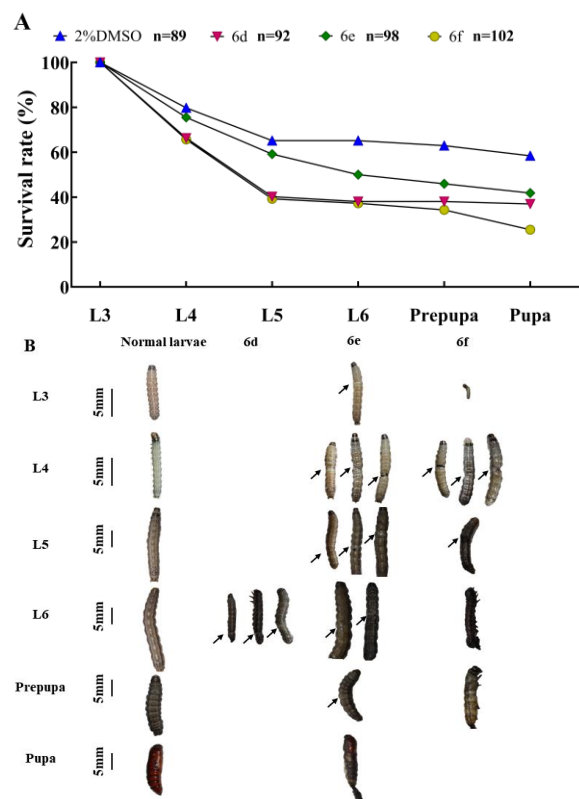 A
2%DMSO n=89 6d n=92 6e n=98 6f n=102
Survival rate (%)
100
80
60
40
20
0
L3 L4 L5 L6 Prepupa Pupa
B
Normal larvae 6d 6e 6f
L3 5mm
L4 5mm
L5 5mm
L6 5mm
Prepupa 5mm
Pupa 5mm